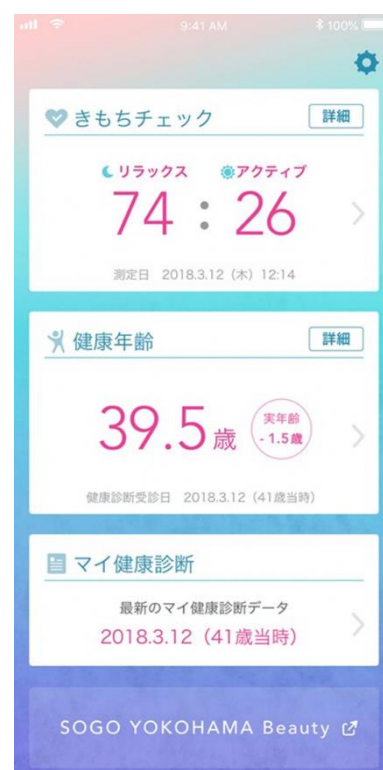 9:41 AM
100%
きもちチェック
詳細
リラックス
アクティブ
74 : 26
測定日 2018.3.12（木）12:14
健康年齢
詳細
39.5歳
実年齢
- 1.5歳
健康診断受診日 2018.3.12（41歳当時）
マイ健康診断
最新のマイ健康診断データ
2018.3.12（41歳当時）
SOGO YOKOHAMA Beauty